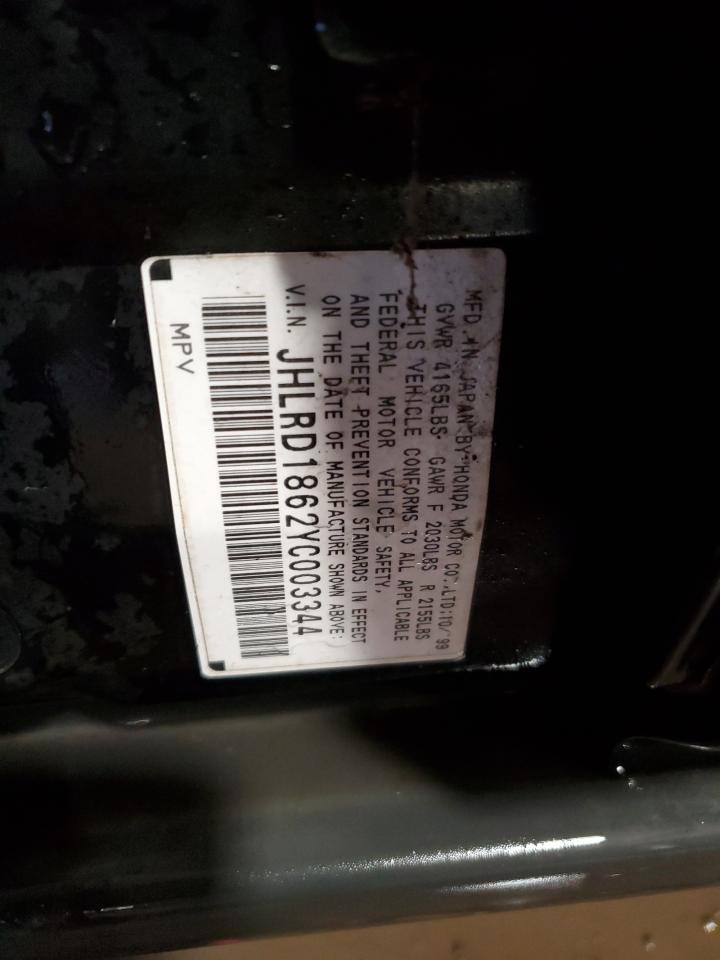 MFD. IN JAPAN BY HONDA MOTOR CO.,LTD;10/'99
GVWR 4165LBS GAWR F 2030LBS R 2155LBS
THIS VEHICLE CONFORMS TO ALL APPLICABLE
FEDERAL MOTOR VEHICLE SAFETY,
AND THEFT PREVENTION STANDARDS IN EFFECT
ON THE DATE OF MANUFACTURE SHOWN ABOVE:
V.I.N. JHLRD1862YC003344
MPV